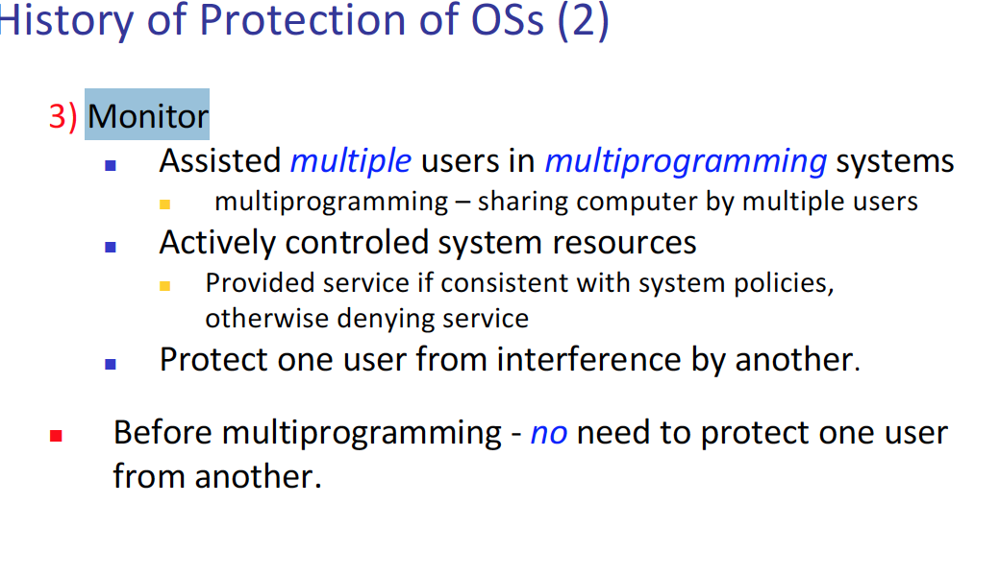 History of Protection of OSs (2)
3) Monitor
Assisted multiple users in multiprogramming systems
multiprogramming – sharing computer by multiple users
Actively controled system resources
Provided service if consistent with system policies,
otherwise denying service
Protect one user from interference by another.
Before multiprogramming - no need to protect one user
from another.